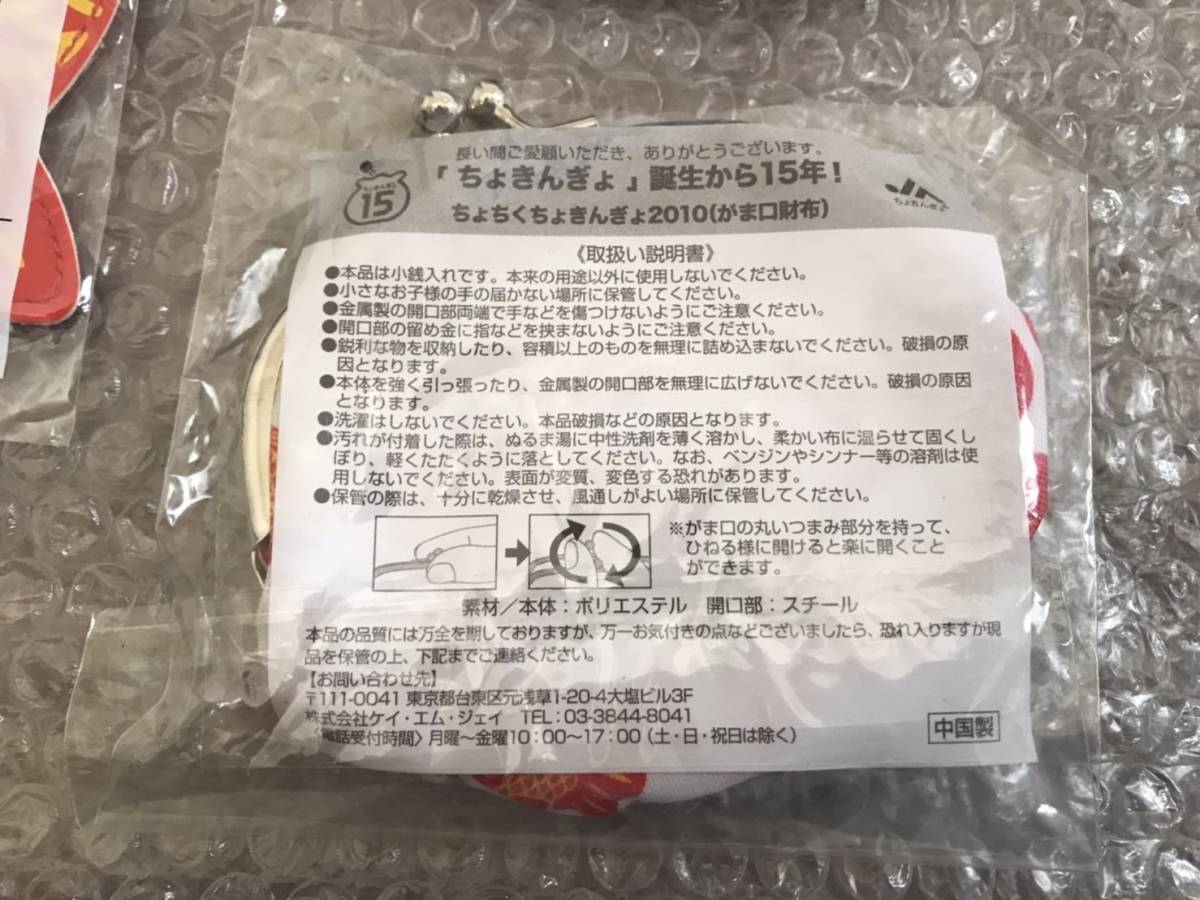 長い間ご愛顧いただき、ありがとうございます。
「ちょきんぎょ」誕生から15年!
ちょきんぎょ
15
JA
ちょきんぎょ
ちょちくちょきんぎょ2010(がま口財布)
《取扱い説明書》
●本品は小銭入れです。本来の用途以外に使用しないでください。
●小さなお子様の手の届かない場所に保管してください。
●金属製の開口部両端で手などを傷つけないようにご注意ください。
●開口部の留め金に指などを挟まないようにご注意ください。
●鋭利な物を収納したり、容積以上のものを無理に詰め込まないでください。破損の原
因となります。
●本体を強く引っ張ったり、金属製の開口部を無理に広げないでください。破損の原因
となります。
●洗濯はしないでください。本品破損などの原因となります。
●汚れが付着した際は、ぬるま湯に中性洗剤を薄く溶かし、柔かい布に湿らせて固くし
ぼり、軽くたたくように落としてください。なお、ベンジンやシンナー等の溶剤は使
用しないでください。表面が変質、変色する恐れがあります。
●保管の際は、十分に乾燥させ、風通しがよい場所に保管してください。
※がま口の丸いつまみ部分を持って、
ひねる様に開けると楽に開くこと
ができます。
素材/本体:ポリエステル 開口部:スチール
本品の品質には万全を期しておりますが、万一お気付きの点などございましたら、恐れ入りますが現
品を保管の上、下記までご連絡ください。
【お問い合わせ先】
〒111-0041 東京都台東区元浅草1-20-4大塩ビル3F
株式会社ケイ・エム・ジェイ TEL:03-3844-8041
〈電話受付時間〉月曜〜金曜10:00〜17:00(土・日・祝日は除く)
中国製